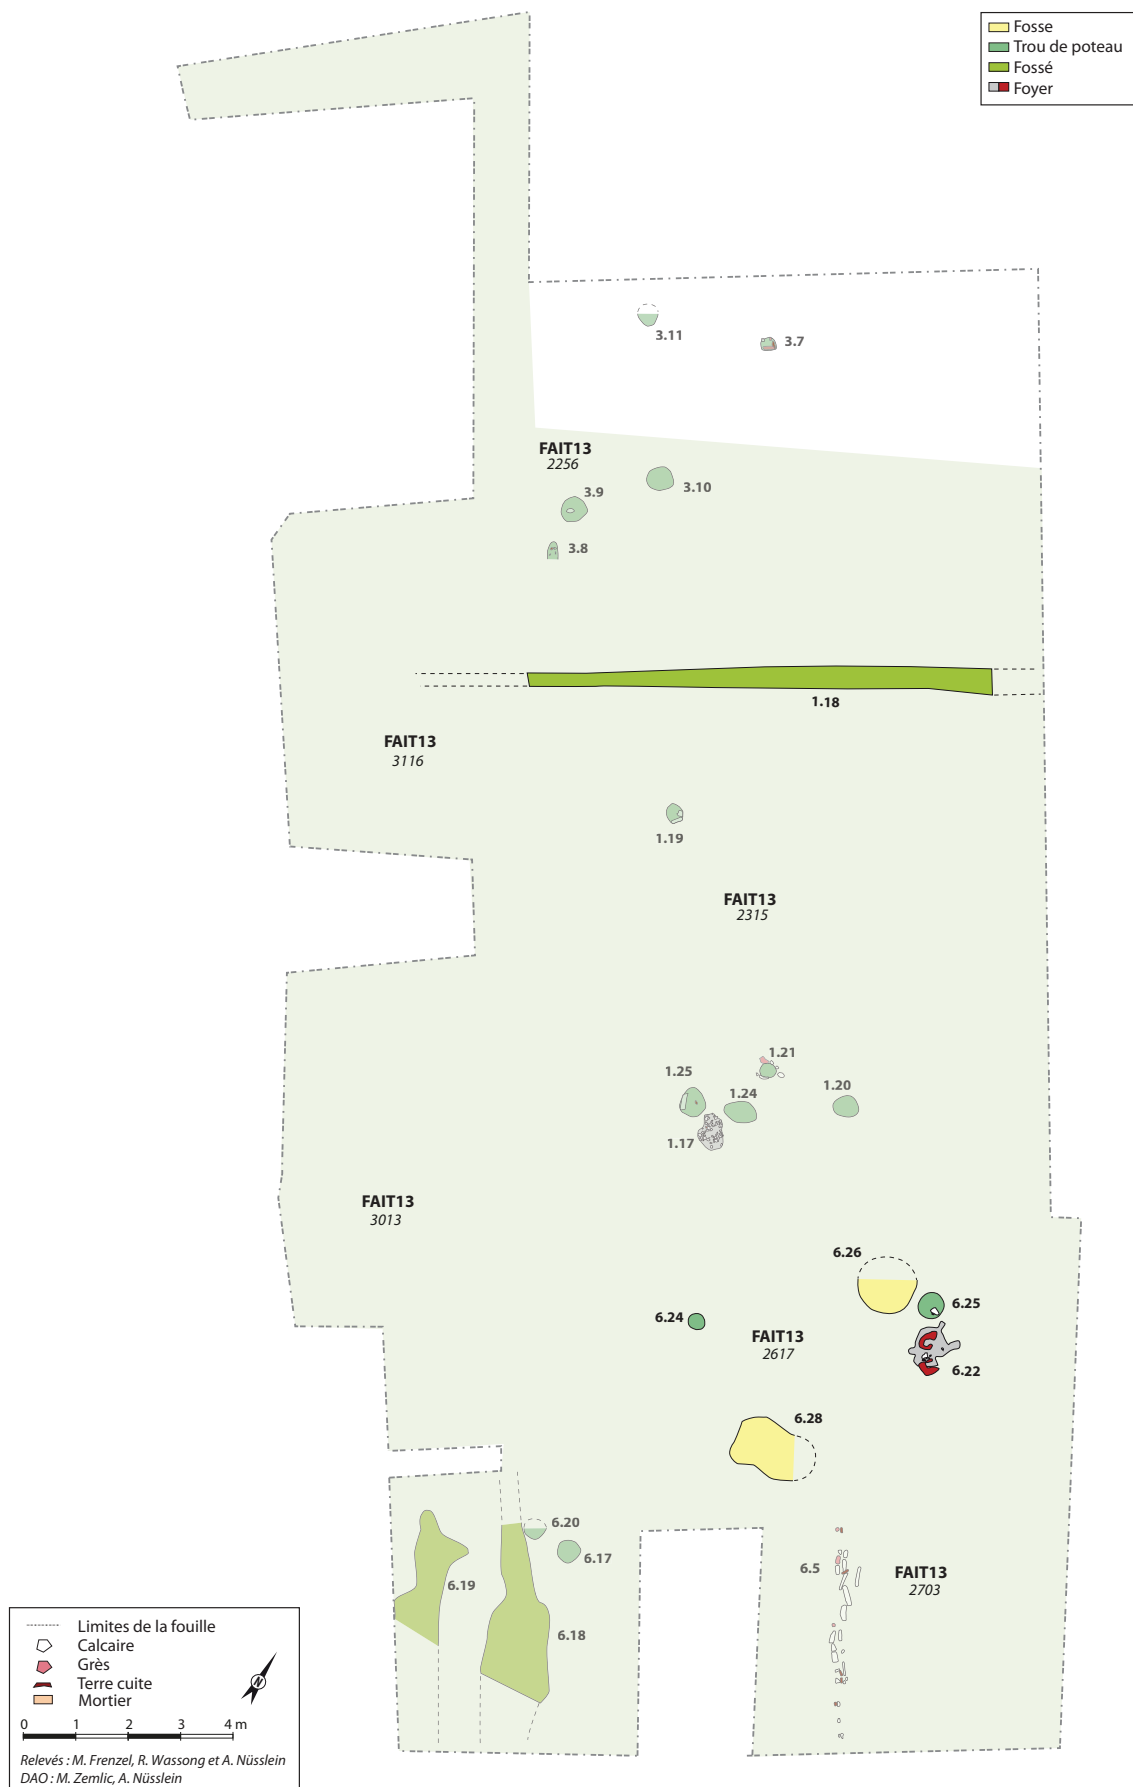 Fosse
Trou de poteau
Fossé
Foyer
3.11
3.7
FAIT13
2256
3.9
3.10
3.8
1.18
FAIT13
3116
1.19
FAIT13
2315
1.21
1.25
1.24
1.20
1.17
FAIT13
3013
6.26
6.25
6.24
FAIT13
2617
6.22
6.28
6.20
6.17
6.5
FAIT13
2703
6.19
6.18
Limites de la fouille
Calcaire
Grès
Terre cuite
Mortier
N
0 1 2 3 4 m
Relevés : M. Frenzel, R. Wassong et A. Nüsslein
DAO : M. Zemlic, A. Nüsslein